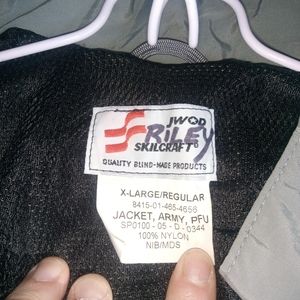 JWOD
RILEY
SKILCRAFT®
QUALITY BLIND-MADE PRODUCTS
X-LARGE/REGULAR
8415-01-465-4656
JACKET, ARMY, PFU
SP0100 - 05 - D - 0344
100% NYLON
NIB/MDS